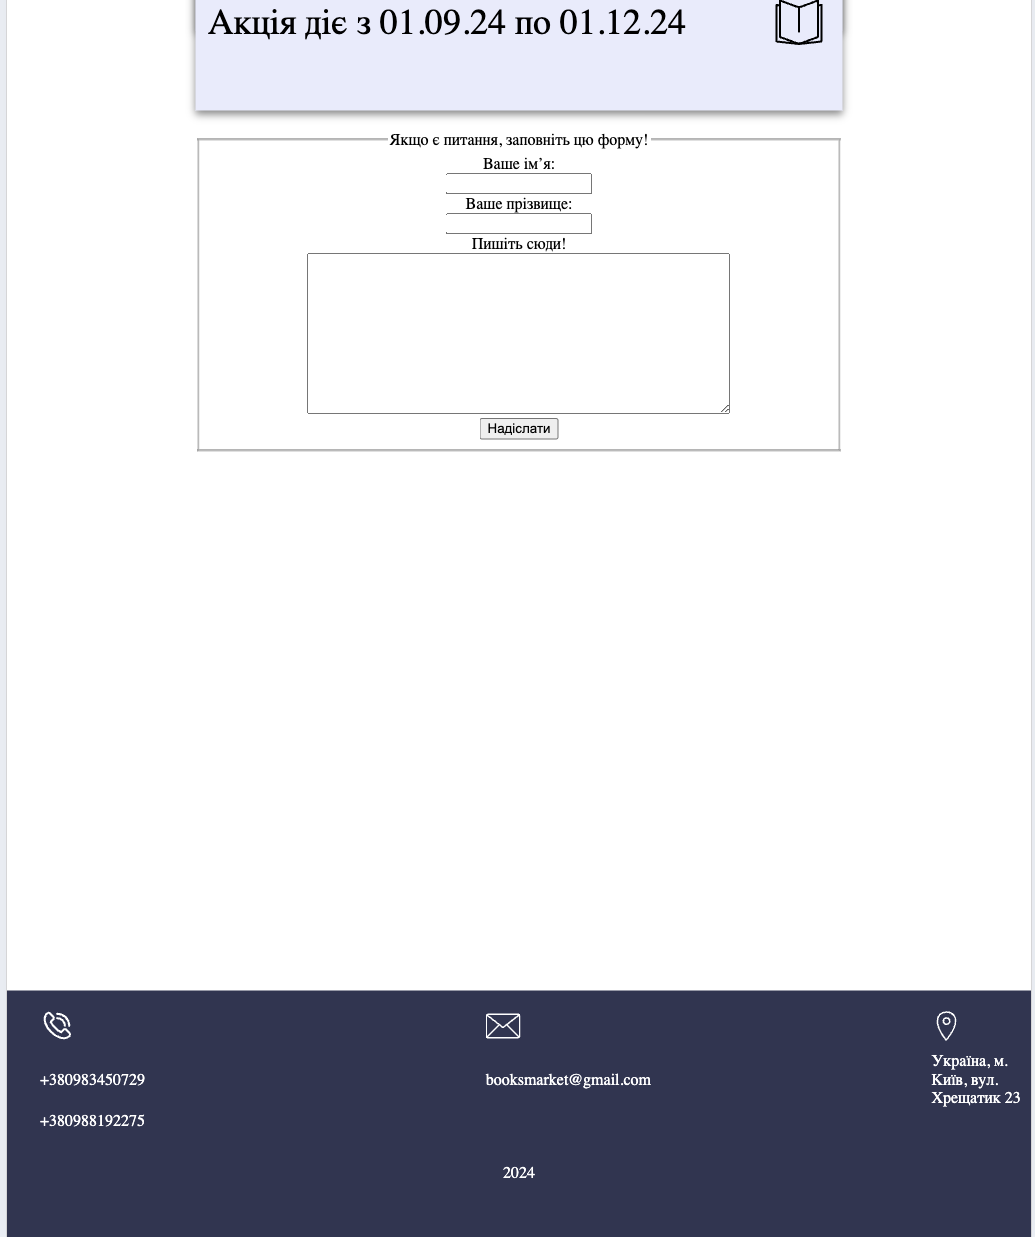 Акція діє з 01.09.24 по 01.12.24
Якщо є питання, заповніть цю форму!
Ваше ім’я:
Ваше прізвище:
Пишіть сюди!
Надіслати
+380983450729
+380988192275
booksmarket@gmail.com
Україна, м.
Київ, вул.
Хрещатик 23
2024